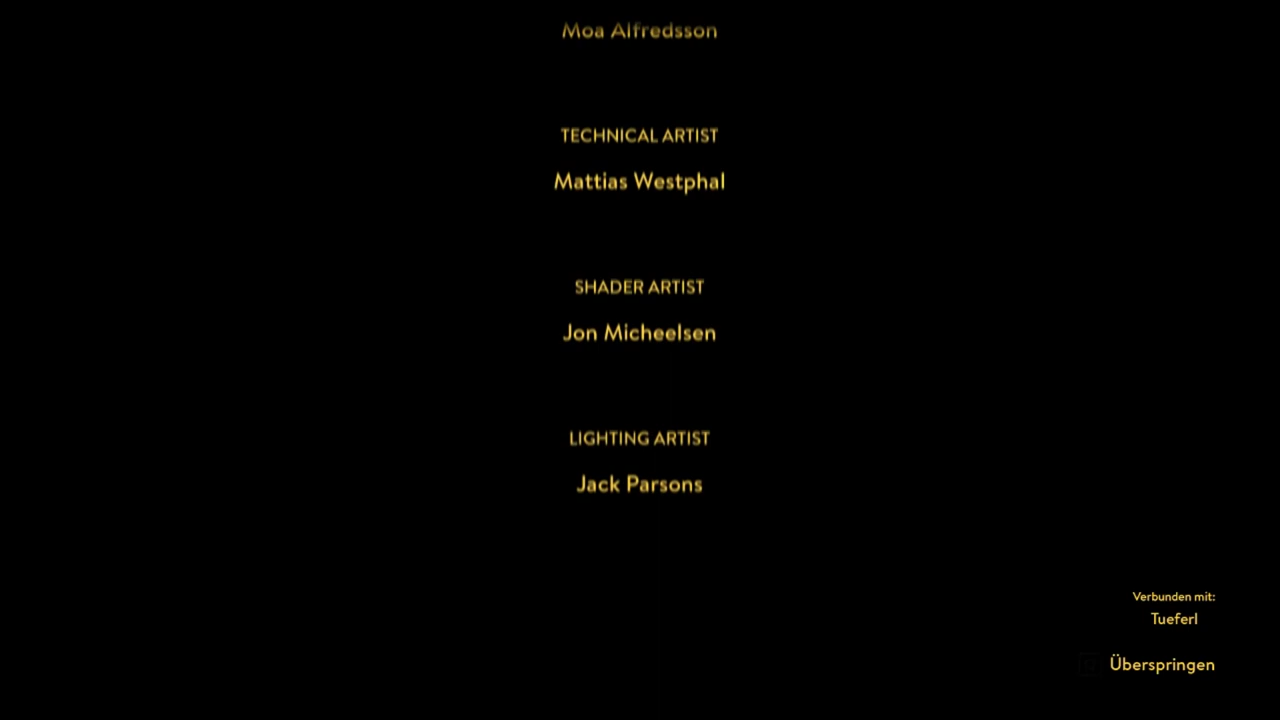 Moa Alfredsson
TECHNICAL ARTIST
Mattias Westphal
SHADER ARTIST
Jon Micheelsen
LIGHTING ARTIST
Jack Parsons
Verbunden mit:
Tueferl
Überspringen